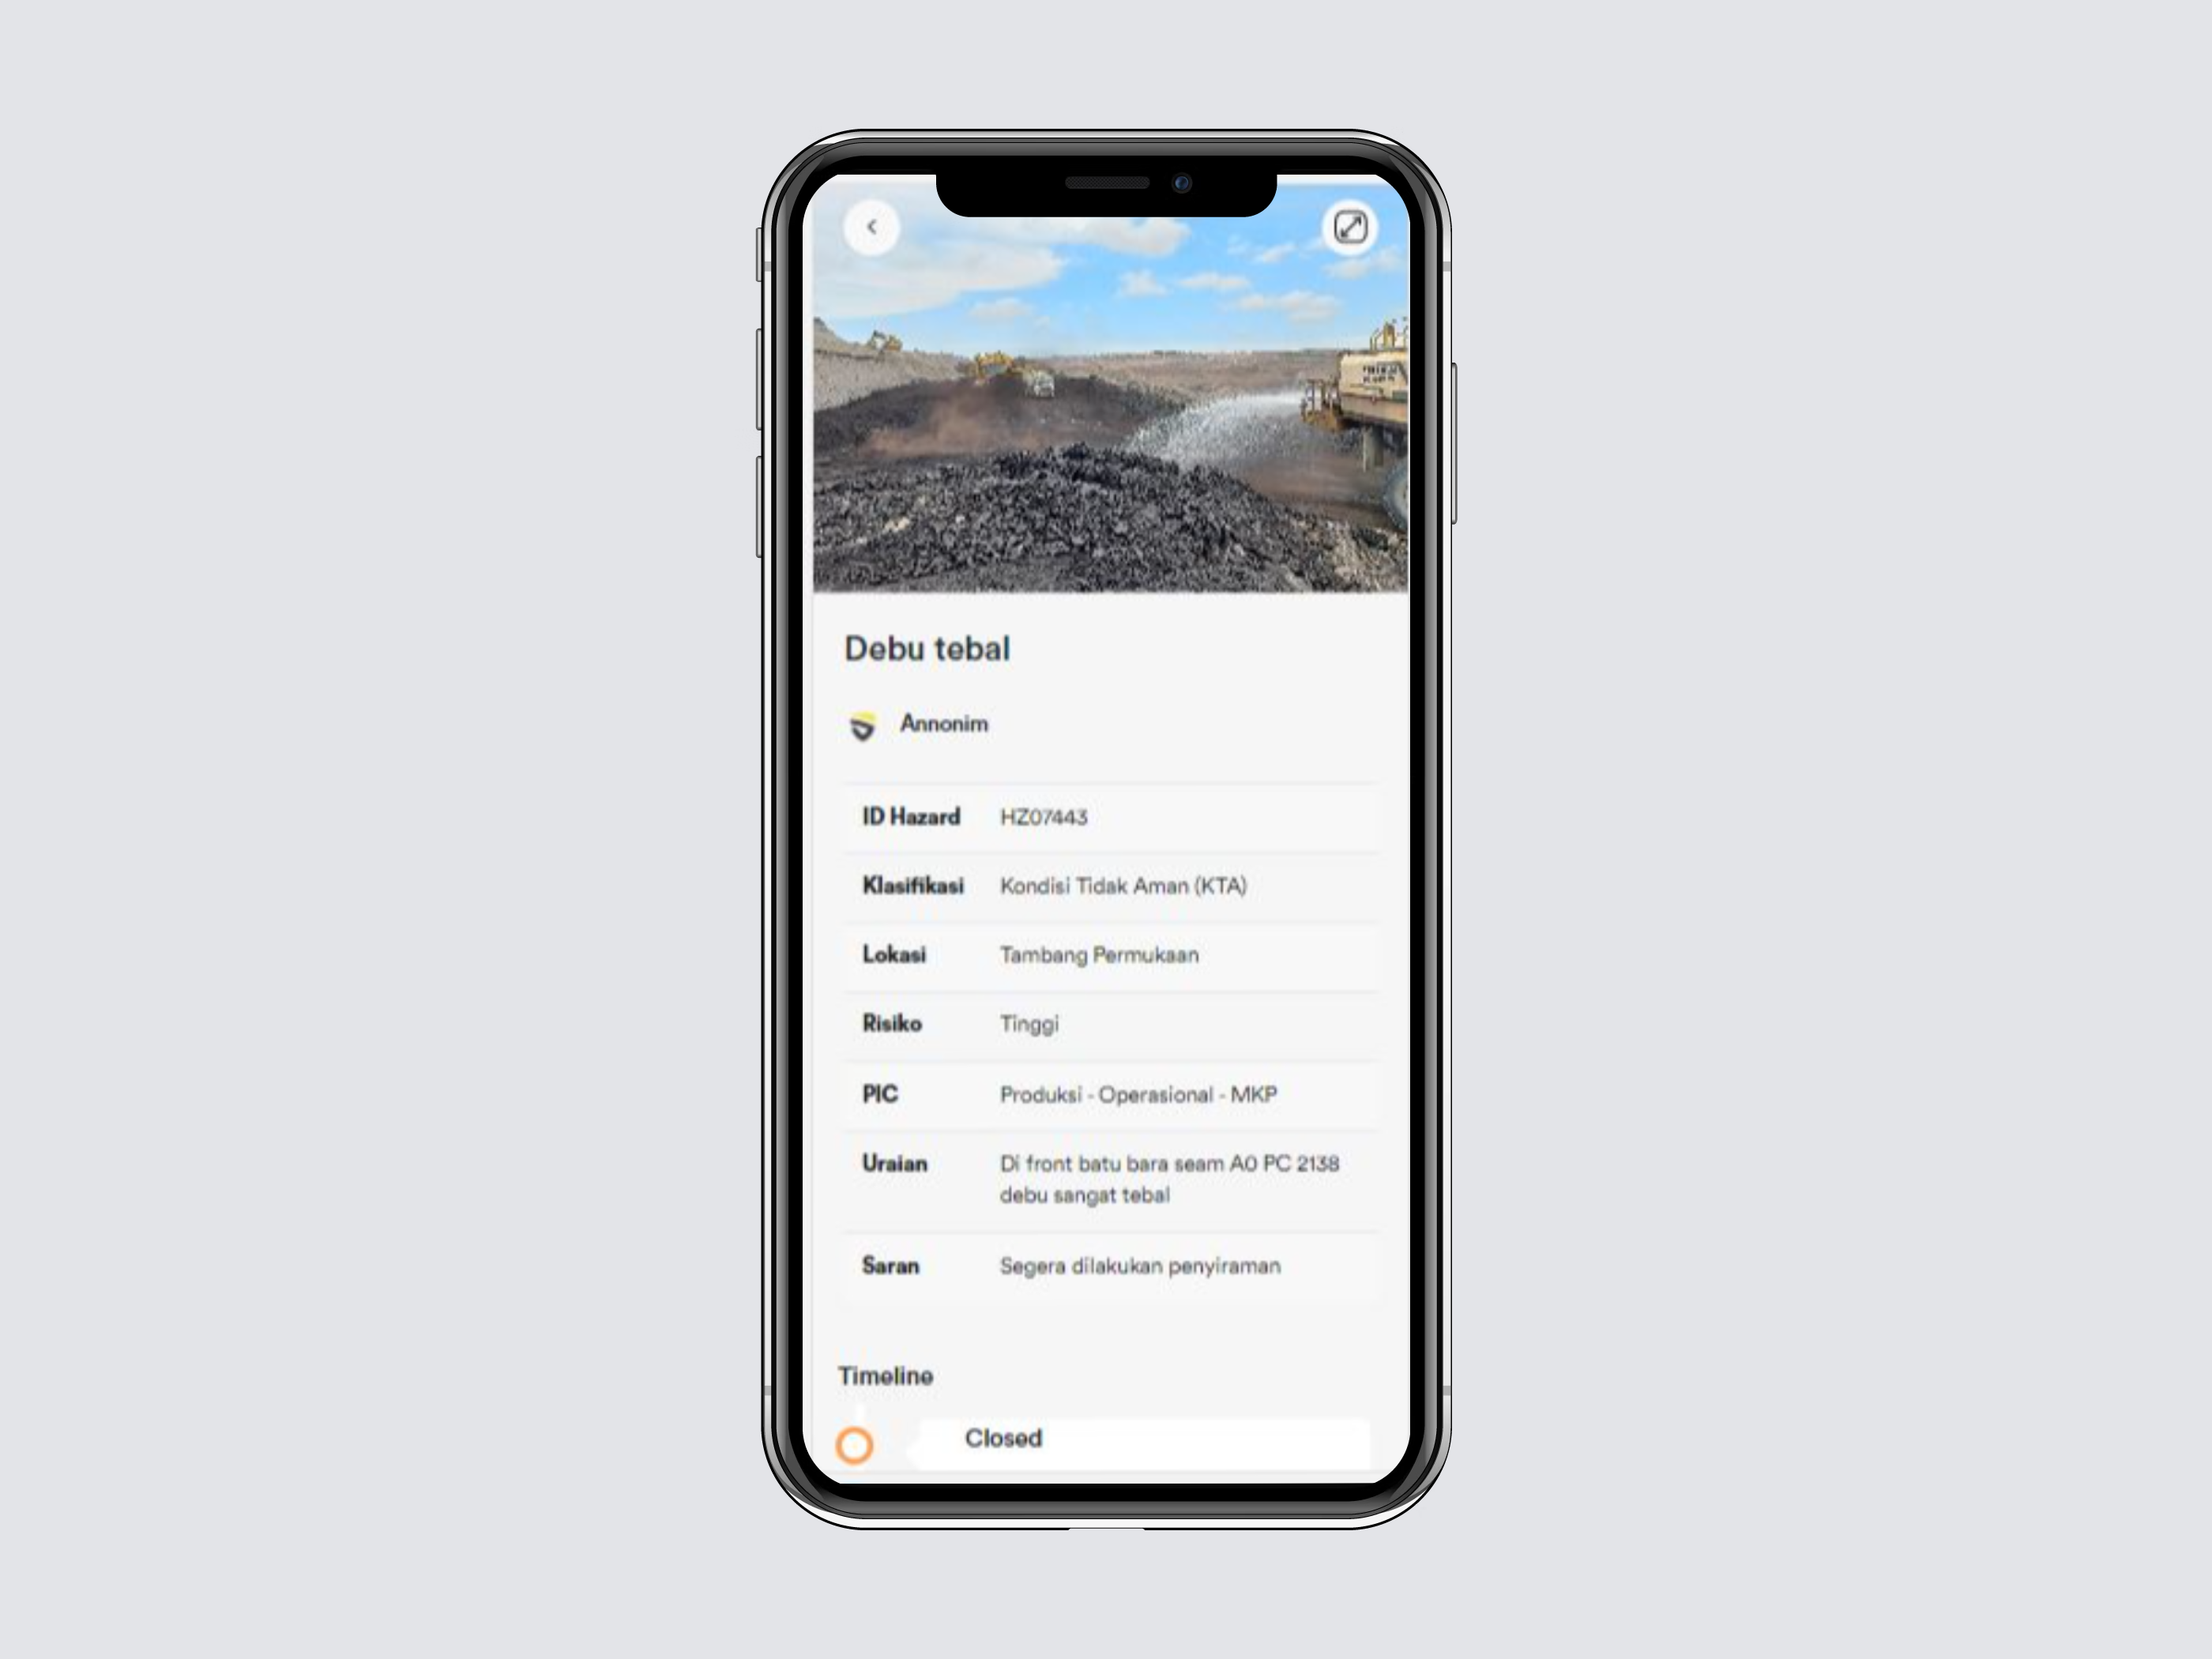 Debu tebal
Annonim
ID Hazard HZ07443
Klasifikasi Kondisi Tidak Aman (KTA)
Lokasi Tambang Permukaan
Risiko Tinggi
PIC Produksi - Operasional - MKP
Uraian Di front batu bara seam A0 PC 2138
debu sangat tebal
Saran Segera dilakukan penyiraman
Timeline
Closed